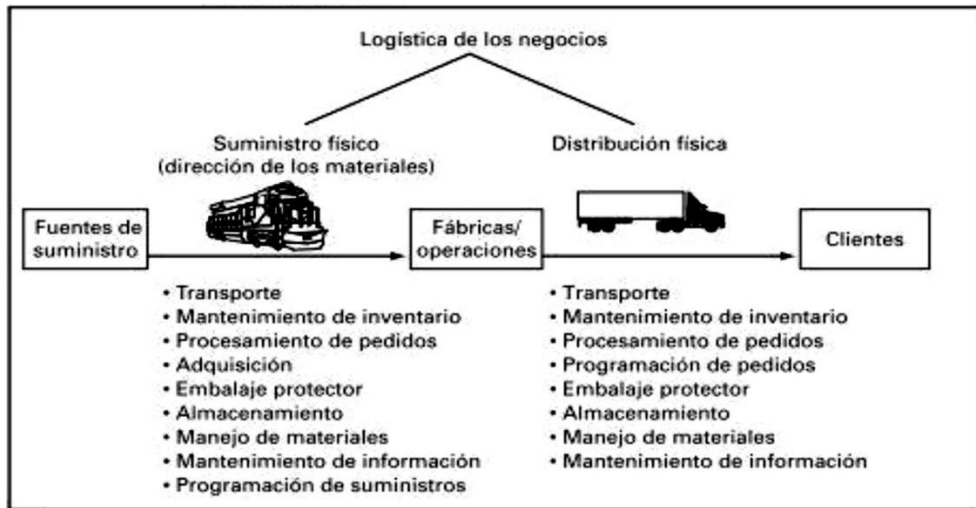 Logística de los negocios
Suministro físico
(dirección de los materiales)
Distribución física
Fuentes de
suministro
Fábricas/
operaciones
Clientes
• Transporte
• Mantenimiento de inventario
• Procesamiento de pedidos
• Adquisición
• Embalaje protector
• Almacenamiento
• Manejo de materiales
• Mantenimiento de información
• Programación de suministros
• Transporte
• Mantenimiento de inventario
• Procesamiento de pedidos
• Programación de pedidos
• Embalaje protector
• Almacenamiento
• Manejo de materiales
• Mantenimiento de información